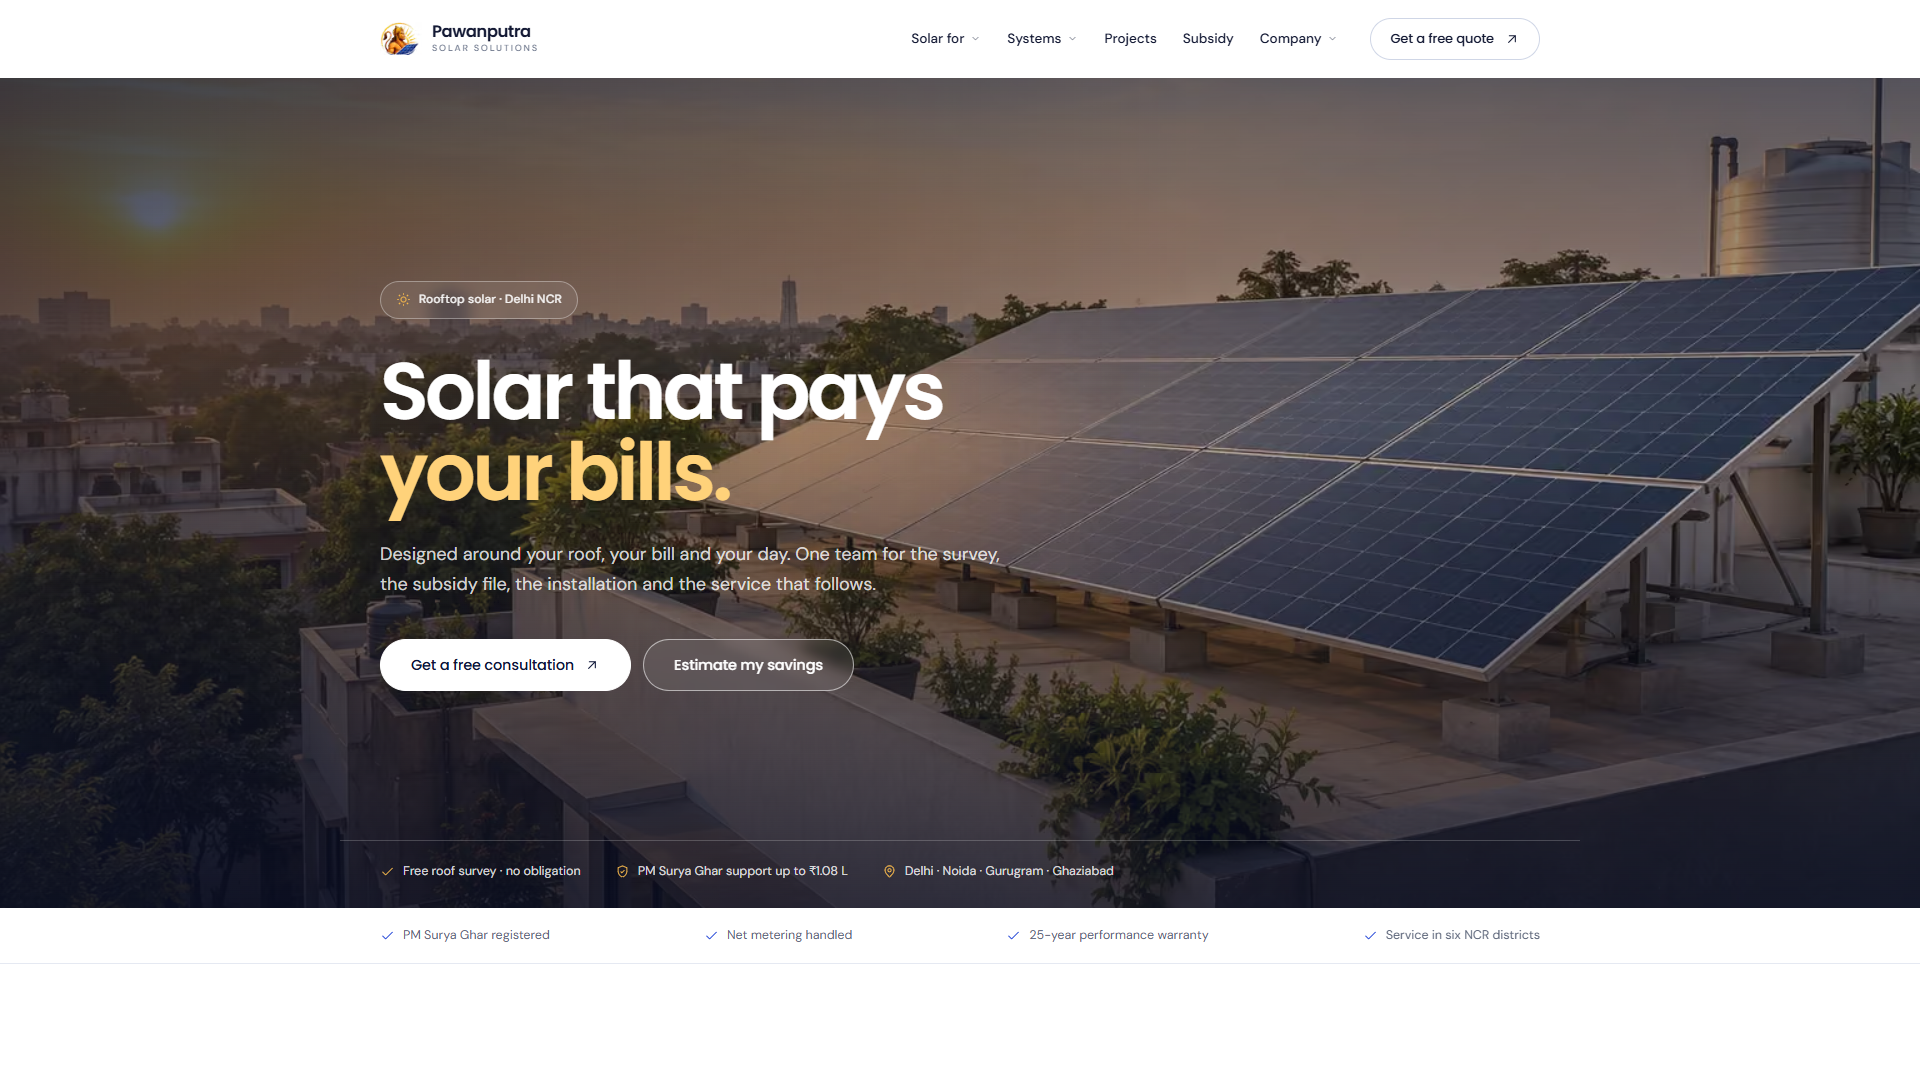 Pawanputra
SOLAR SOLUTIONS
Solar for
Systems
Projects
Subsidy
Company
Get a free quote
Rooftop solar · Delhi NCR
Solar that pays
your bills.
Designed around your roof, your bill and your day. One team for the survey,
the subsidy file, the installation and the service that follows.
Get a free consultation
Estimate my savings
Free roof survey · no obligation
PM Surya Ghar support up to ₹1.08 L
Delhi · Noida · Gurugram · Ghaziabad
PM Surya Ghar registered
Net metering handled
25-year performance warranty
Service in six NCR districts